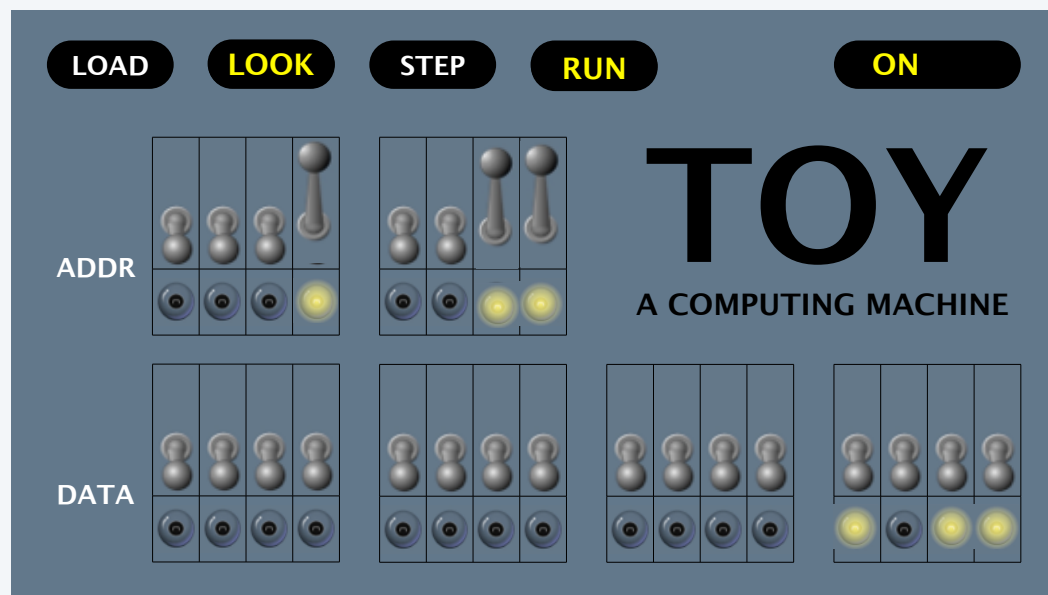 LOAD LOOK STEP RUN ON
TOY
ADDR
A COMPUTING MACHINE
DATA